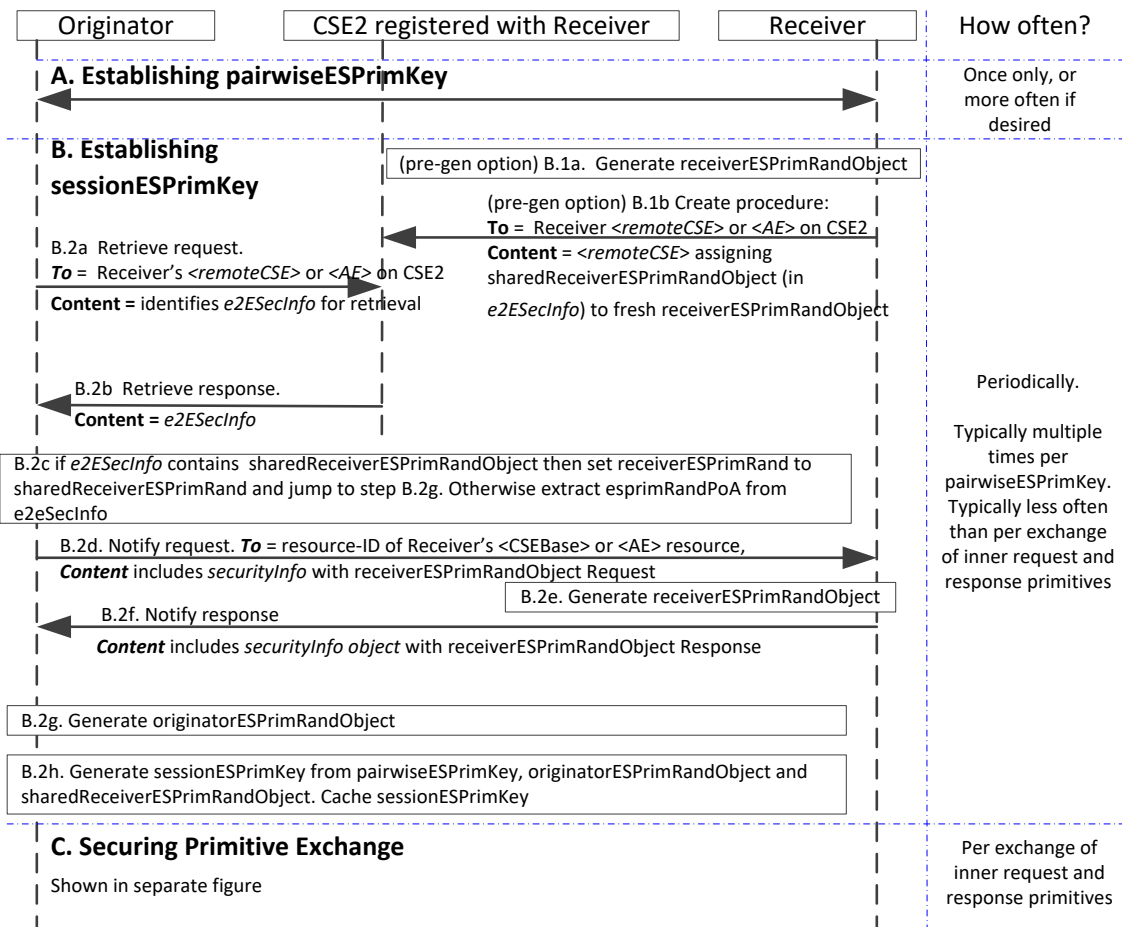 Originator
CSE2 registered with Receiver
Receiver
How often?
A. Establishing pairwiseESPrimKey
Once only, or
more often if
desired
B. Establishing
sessionESPrimKey
(pre-gen option) B.1a.  Generate receiverESPrimRandObject
(pre-gen option) B.1b Create procedure:
To =  Receiver <remoteCSE> or <AE> on CSE2
Content = <remoteCSE> assigning
sharedReceiverESPrimRandObject (in
e2ESecInfo) to fresh receiverESPrimRandObject
B.2a  Retrieve request.
To =  Receiver’s <remoteCSE> or <AE> on CSE2
Content = identifies e2ESecInfo for retrieval
B.2b  Retrieve response.
Content = e2ESecInfo
Periodically.
Typically multiple
times per
pairwiseESPrimKey.
Typically less often
than per exchange
of inner request and
response primitives
B.2c if e2ESecInfo contains  sharedReceiverESPrimRandObject then set receiverESPrimRand to
sharedReceiverESPrimRand and jump to step B.2g. Otherwise extract esprimRandPoA from
e2eSecInfo
B.2d. Notify request. To = resource-ID of Receiver’s <CSEBase> or <AE> resource,
Content includes securityInfo with receiverESPrimRandObject Request
B.2e. Generate receiverESPrimRandObject
B.2f. Notify response
Content includes securityInfo object with receiverESPrimRandObject Response
B.2g. Generate originatorESPrimRandObject
B.2h. Generate sessionESPrimKey from pairwiseESPrimKey, originatorESPrimRandObject and
sharedReceiverESPrimRandObject. Cache sessionESPrimKey
C. Securing Primitive Exchange
Shown in separate figure
Per exchange of
inner request and
response primitives